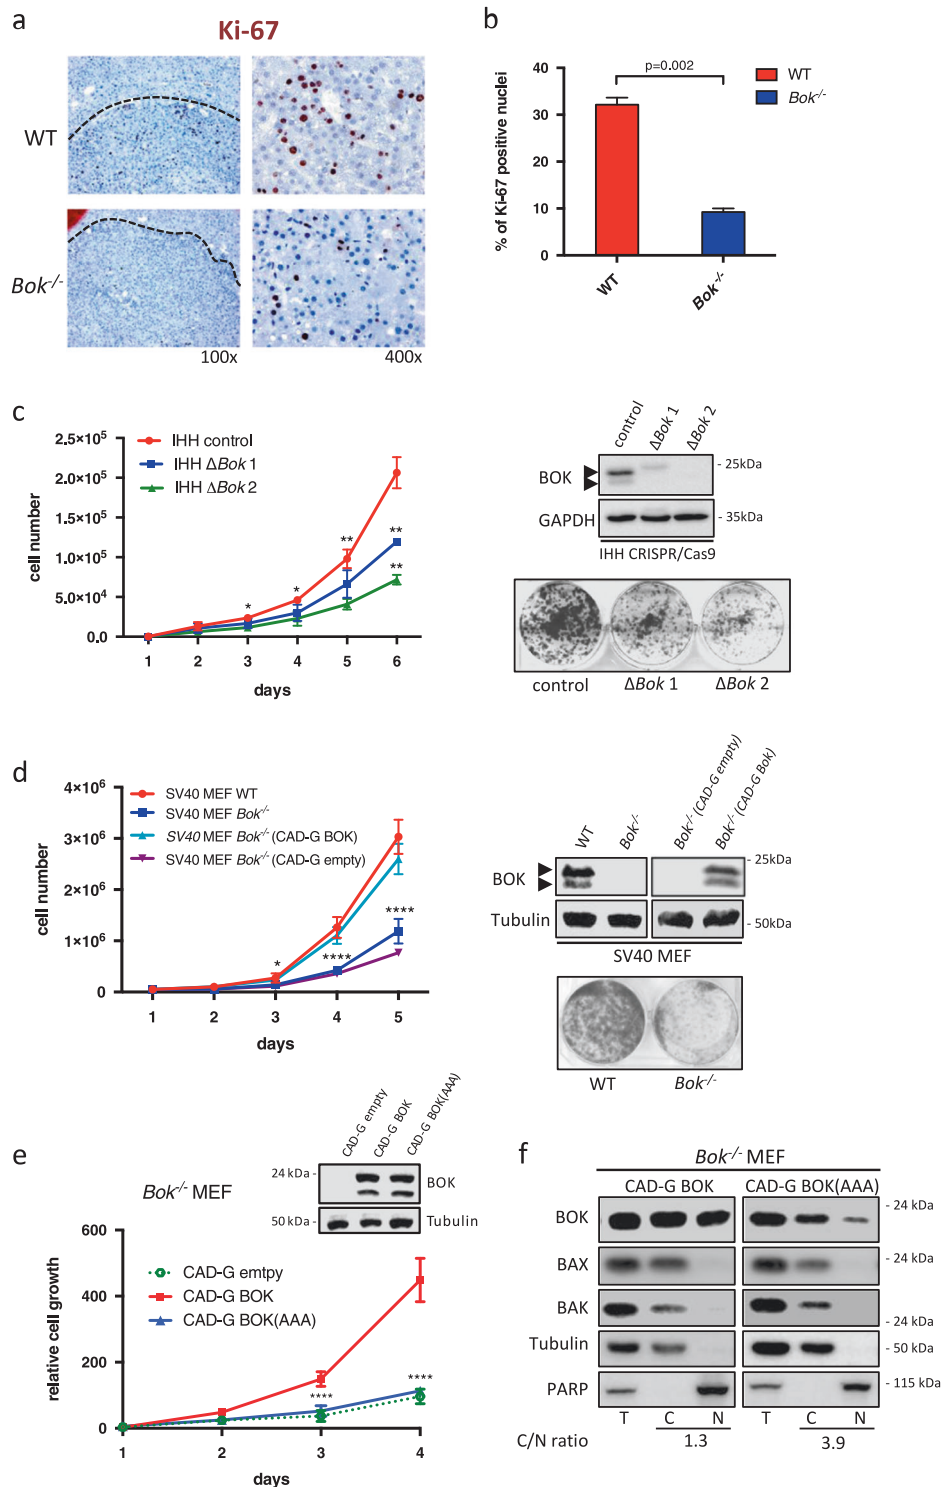 a
Ki-67
WT
Bok-/-
100x
400x
b
% of Ki-67 positive nuclei
40
30
20
10
0
p=0.002
WT
Bok-/-
WT
Bok-/-
c
cell number
2.5×10⁵
2.0×10⁵
1.5×10⁵
1.0×10⁵
5.0×10⁴
0.0
IHH control
IHH ΔBok 1
IHH ΔBok 2
*
*
**
**
**
1 2 3 4 5 6
days
control
ΔBok 1
ΔBok 2
BOK
- 25kDa
GAPDH
- 35kDa
IHH CRISPR/Cas9
control
ΔBok 1
ΔBok 2
d
cell number
4×10⁶
3×10⁶
2×10⁶
1×10⁶
0
SV40 MEF WT
SV40 MEF Bok-/-
SV40 MEF Bok-/- (CAD-G BOK)
SV40 MEF Bok-/- (CAD-G empty)
*
****
****
1 2 3 4 5
days
WT
Bok-/-
Bok-/- (CAD-G empty)
Bok-/- (CAD-G Bok)
BOK
- 25kDa
Tubulin
- 50kDa
SV40 MEF
WT
Bok-/-
e
Bok-/- MEF
CAD-G empty
CAD-G BOK
CAD-G BOK(AAA)
24 kDa -
BOK
50 kDa -
Tubulin
relative cell growth
600
400
200
0
CAD-G emtpy
CAD-G BOK
CAD-G BOK(AAA)
****
****
1 2 3 4
days
f
Bok-/- MEF
CAD-G BOK
CAD-G BOK(AAA)
BOK
- 24 kDa
BAX
- 24 kDa
BAK
- 24 kDa
Tubulin
- 50 kDa
PARP
- 115 kDa
T C N T C N
C/N ratio 1.3 3.9